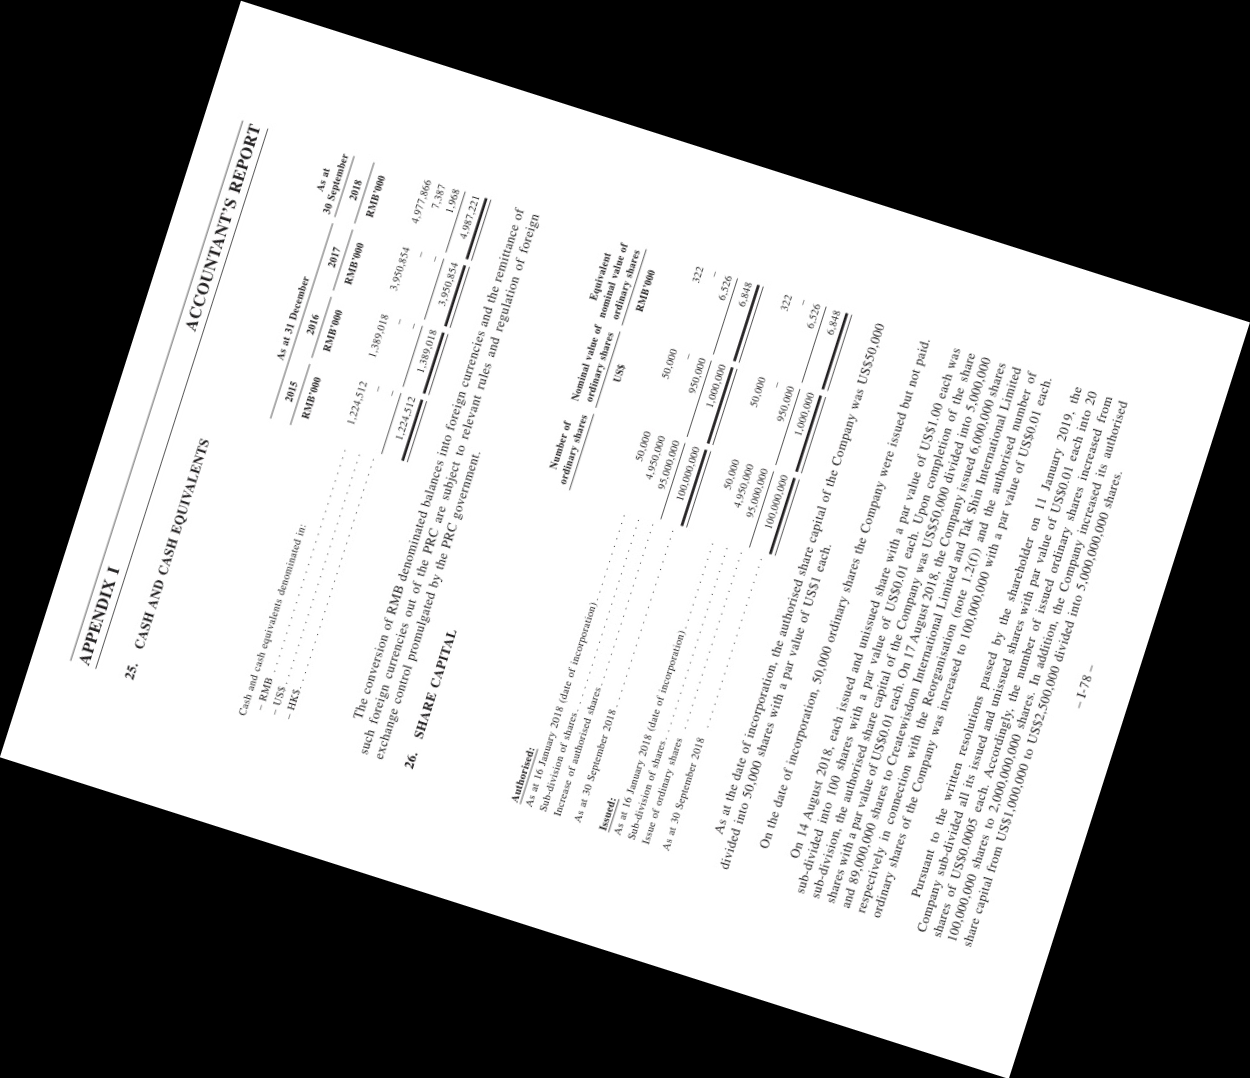 APPENDIX I ACCOUNTANT'S REPORT
25. CASH AND CASH EQUIVALENTS
As at 31 December As at 30 September
2015 2016 2017 2018
RMB'000 RMB'000 RMB'000 RMB'000
Cash and cash equivalents denominated in:
– RMB 1,224,512 1,389,018 3,950,854 4,977,866
– US$ – – – 7,387
– HK$ – – – 1,968
1,224,512 1,389,018 3,950,854 4,987,221
The conversion of RMB denominated balances into foreign currencies and the remittance of
such foreign currencies out of the PRC are subject to relevant rules and regulation of foreign
exchange control promulgated by the PRC government.
26. SHARE CAPITAL
Number of ordinary shares Nominal value of ordinary shares Equivalent nominal value of ordinary shares
US$ RMB'000
Authorised:
As at 16 January 2018 (date of incorporation) 50,000 50,000 322
Sub-division of shares 4,950,000 – –
Increase of authorised shares 95,000,000 950,000 6,526
As at 30 September 2018 100,000,000 1,000,000 6,848
Issued:
As at 16 January 2018 (date of incorporation) 50,000 50,000 322
Sub-division of shares 4,950,000 – –
Issue of ordinary shares 95,000,000 950,000 6,526
As at 30 September 2018 100,000,000 1,000,000 6,848
As at the date of incorporation, the authorised share capital of the Company was US$50,000
divided into 50,000 shares with a par value of US$1 each.
On the date of incorporation, 50,000 ordinary shares the Company were issued but not paid.
On 14 August 2018, each issued and unissued share with a par value of US$1.00 each was
sub-divided into 100 shares with a par value of US$0.01 each. Upon completion of the share
sub-division, the authorised share capital of the Company was US$50,000 divided into 5,000,000
shares with a par value of US$0.01 each. On 17 August 2018, the Company issued 6,000,000 shares
and 89,000,000 shares to Createwisdom International Limited and Tak Shin International Limited
respectively in connection with the Reorganisation (note 1.2(f)) and the authorised number of
ordinary shares of the Company was increased to 100,000,000 with a par value of US$0.01 each.
Pursuant to the written resolutions passed by the shareholder on 11 January 2019, the
Company sub-divided all its issued and unissued shares with par value of US$0.01 each into 20
shares of US$0.0005 each. Accordingly, the number of issued ordinary shares increased from
100,000,000 shares to 2,000,000,000 shares. In addition, the Company increased its authorised
share capital from US$1,000,000 to US$2,500,000 divided into 5,000,000,000 shares.
– I-78 –